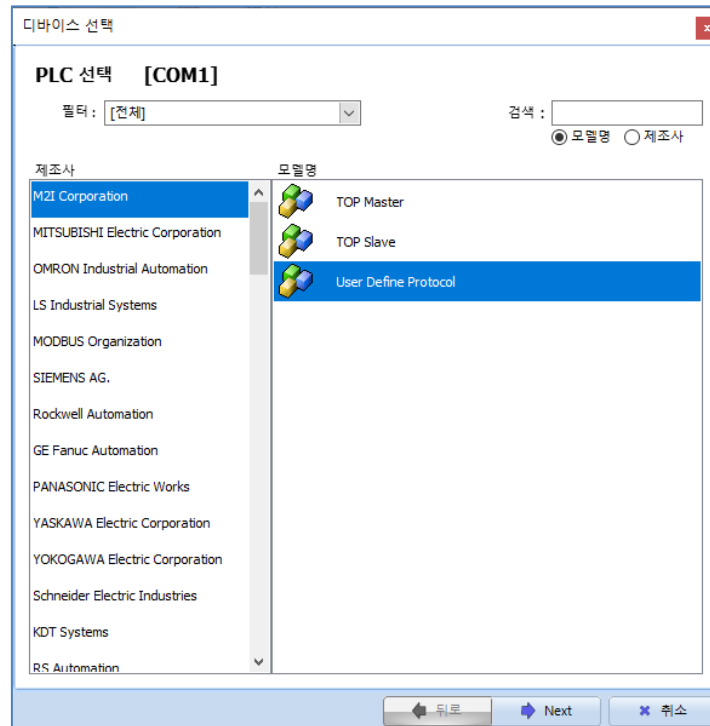 디바이스 선택
x
PLC 선택 [COM1]
필터 : [전체]
검색 :
모델명 제조사
제조사
모델명
M2I Corporation
MITSUBISHI Electric Corporation
OMRON Industrial Automation
LS Industrial Systems
MODBUS Organization
SIEMENS AG.
Rockwell Automation
GE Fanuc Automation
PANASONIC Electric Works
YASKAWA Electric Corporation
YOKOGAWA Electric Corporation
Schneider Electric Industries
KDT Systems
RS Automation
TOP Master
TOP Slave
User Define Protocol
뒤로 Next 취소